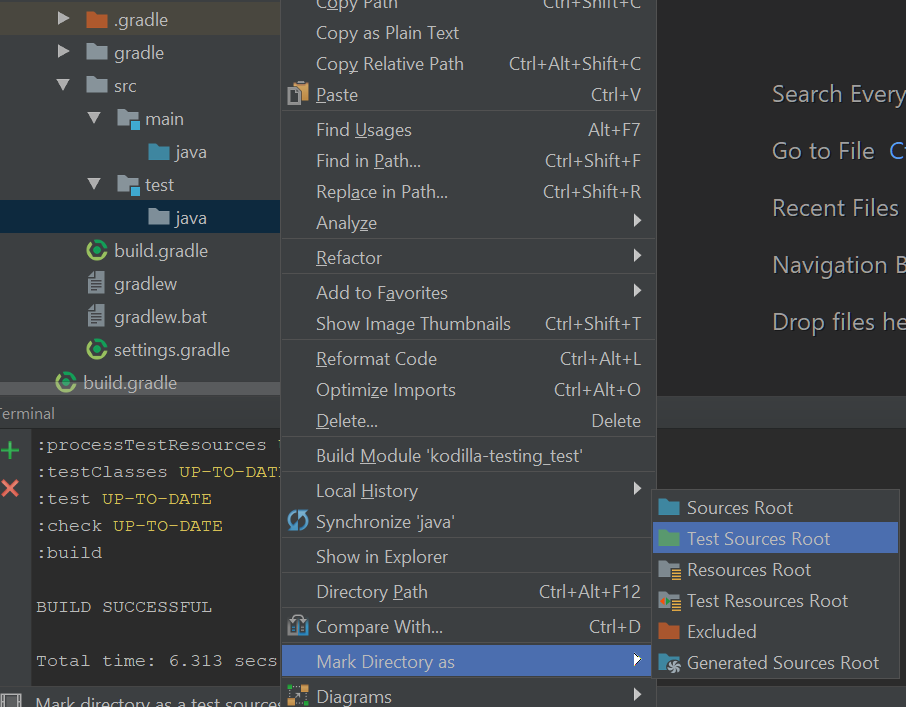 .gradle
gradle
src
main
java
test
java
build.gradle
gradlew
gradlew.bat
settings.gradle
build.gradle
Copy Path Ctrl+Shift+C
Copy as Plain Text
Copy Relative Path Ctrl+Alt+Shift+C
Paste Ctrl+V
Find Usages Alt+F7
Find in Path... Ctrl+Shift+F
Replace in Path... Ctrl+Shift+R
Analyze
Refactor
Add to Favorites
Show Image Thumbnails Ctrl+Shift+T
Reformat Code Ctrl+Alt+L
Optimize Imports Ctrl+Alt+O
Delete... Delete
Build Module 'kodilla-testing_test'
Local History
Synchronize 'java'
Show in Explorer
Directory Path Ctrl+Alt+F12
Compare With... Ctrl+D
Mark Directory as
Diagrams
Sources Root
Test Sources Root
Resources Root
Test Resources Root
Excluded
Generated Sources Root
Search Every
Go to File
Recent Files
Navigation B
Drop files he
Terminal
:processTestResources
:testClasses UP-TO-DATE
:test UP-TO-DATE
:check UP-TO-DATE
:build
BUILD SUCCESSFUL
Total time: 6.313 secs
Mark directory as a test sources